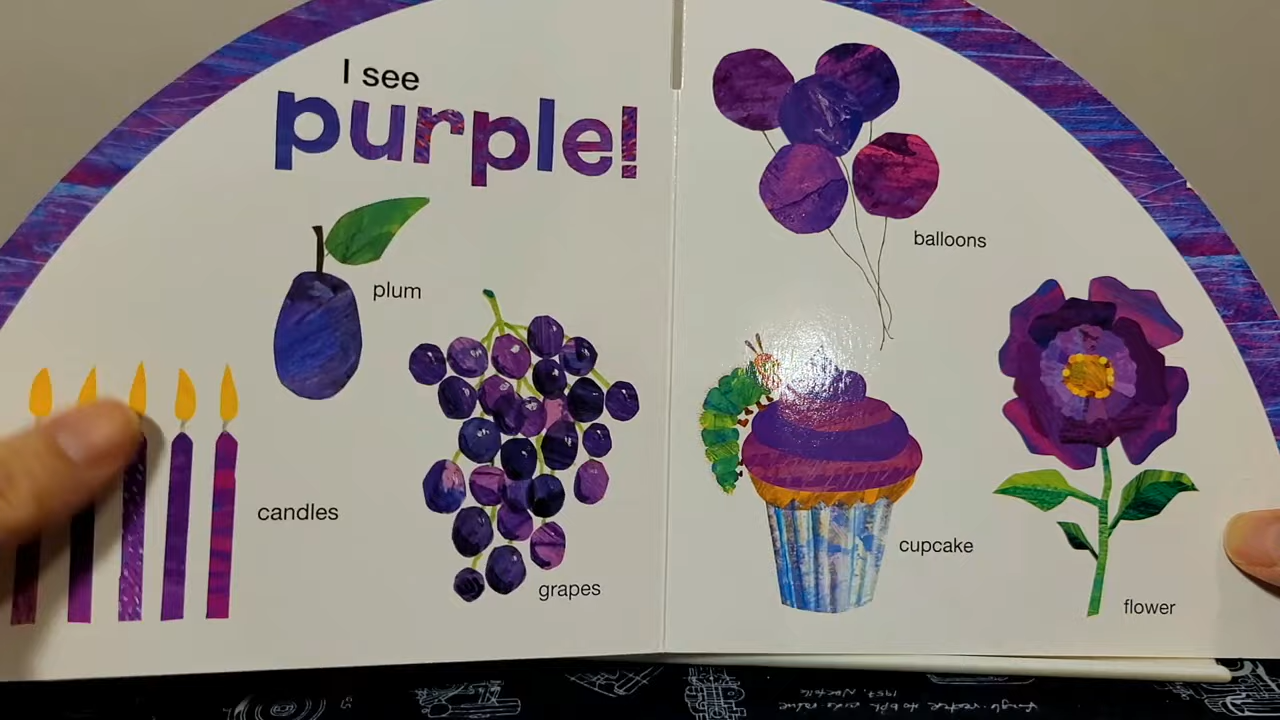 I see
purple!
plum
candles
grapes
balloons
cupcake
flower